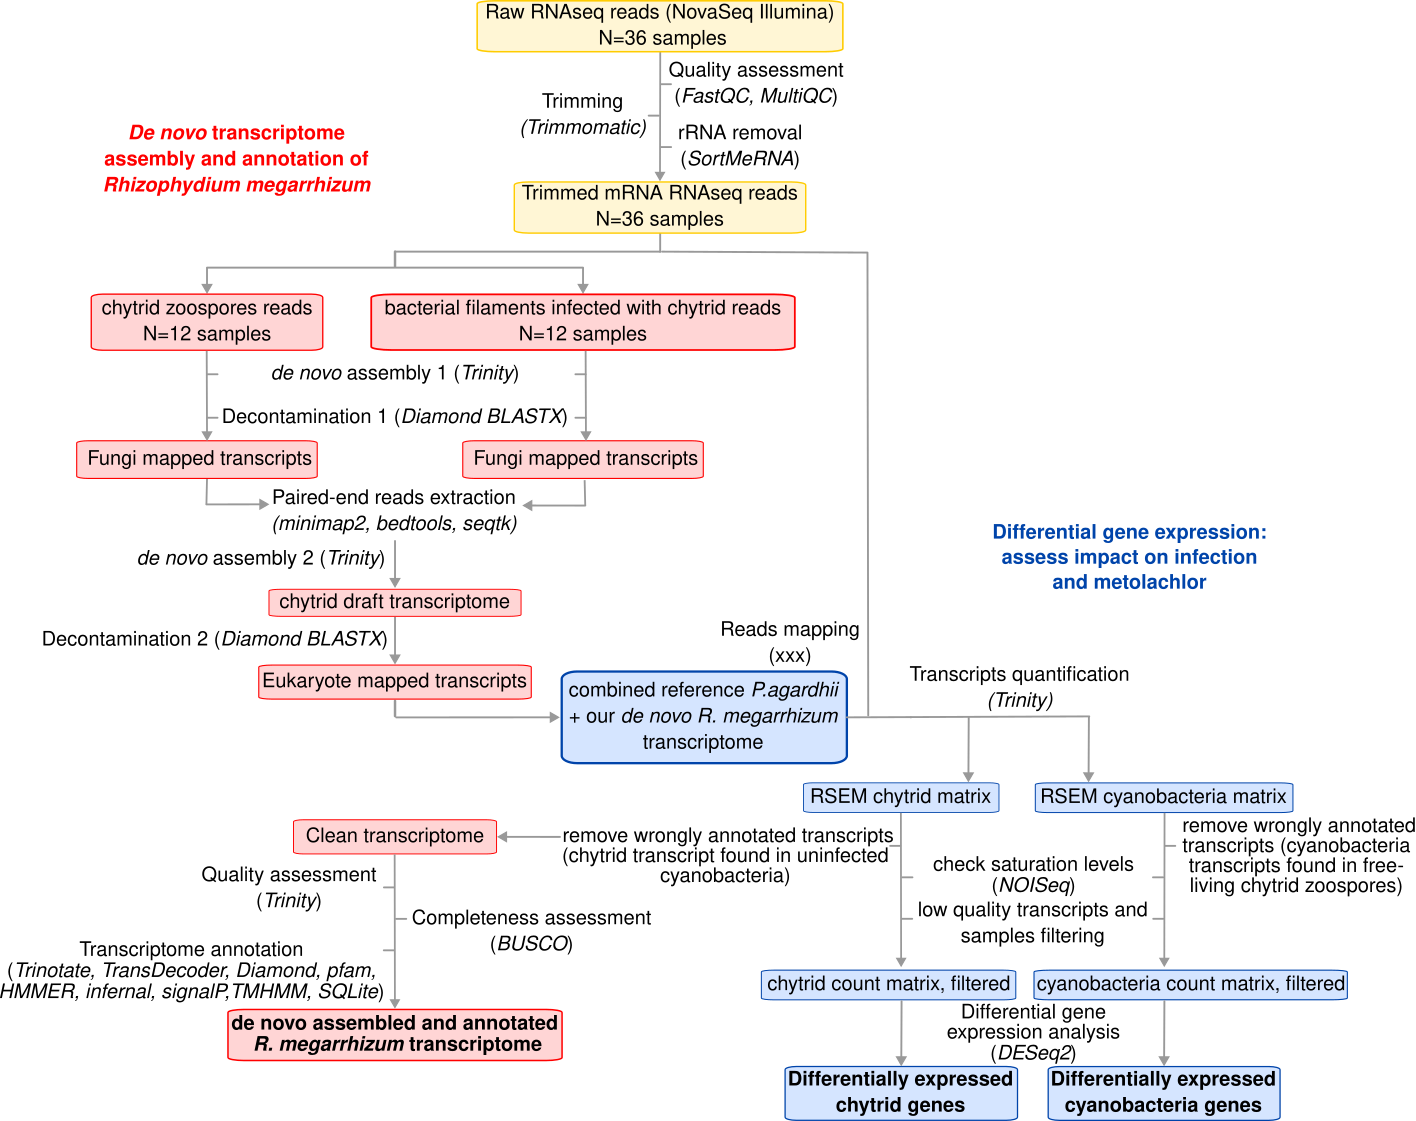 Raw RNAseq reads (NovaSeq Illumina)
N=36 samples
Quality assessment
(FastQC, MultiQC)
Trimming
(Trimmomatic)
rRNA removal
(SortMeRNA)
De novo transcriptome
assembly and annotation of
Rhizophydium megarrhizum
Trimmed mRNA RNAseq reads
N=36 samples
chytrid zoospores reads
N=12 samples
bacterial filaments infected with chytrid reads
N=12 samples
de novo assembly 1 (Trinity)
Decontamination 1 (Diamond BLASTX)
Fungi mapped transcripts
Fungi mapped transcripts
Paired-end reads extraction
(minimap2, bedtools, seqtk)
de novo assembly 2 (Trinity)
chytrid draft transcriptome
Decontamination 2 (Diamond BLASTX)
Eukaryote mapped transcripts
Differential gene expression:
assess impact on infection
and metolachlor
Reads mapping
(xxx)
combined reference P.agardhii
+ our de novo R. megarrhizum
transcriptome
Transcripts quantification
(Trinity)
RSEM chytrid matrix
RSEM cyanobacteria matrix
Clean transcriptome
remove wrongly annotated transcripts
(chytrid transcript found in uninfected
cyanobacteria)
remove wrongly annotated
transcripts (cyanobacteria
transcripts found in free-
living chytrid zoospores)
check saturation levels
(NOISeq)
low quality transcripts and
samples filtering
Quality assessment
(Trinity)
Completeness assessment
(BUSCO)
Transcriptome annotation
(Trinotate, TransDecoder, Diamond, pfam,
HMMER, infernal, signalP,TMHMM, SQLite)
de novo assembled and annotated
R. megarrhizum transcriptome
chytrid count matrix, filtered
cyanobacteria count matrix, filtered
Differential gene
expression analysis
(DESeq2)
Differentially expressed
chytrid genes
Differentially expressed
cyanobacteria genes